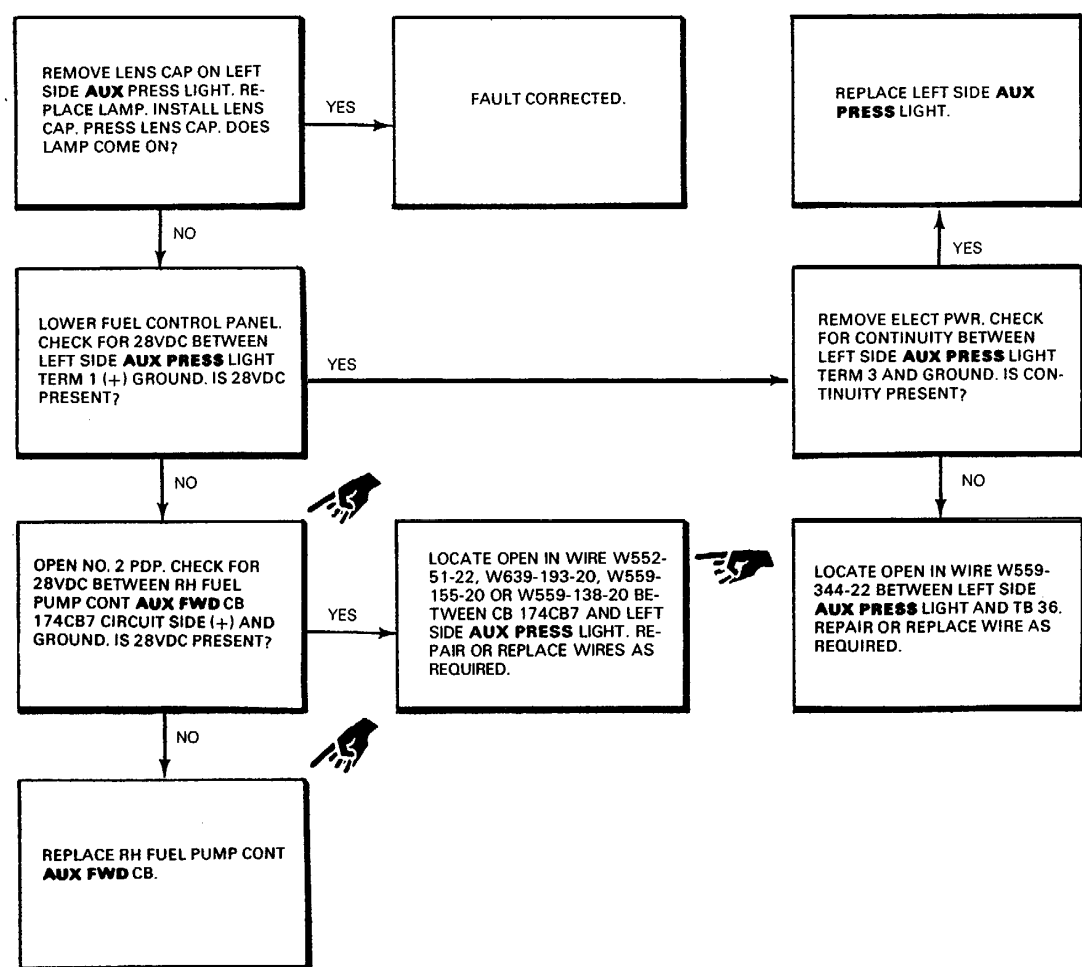 REMOVE LENS CAP ON LEFT
SIDE AUX PRESS LIGHT. RE-
PLACE LAMP. INSTALL LENS
CAP. PRESS LENS CAP. DOES
LAMP COME ON?
YES
FAULT CORRECTED.
REPLACE LEFT SIDE AUX
PRESS LIGHT.
NO
YES
LOWER FUEL CONTROL PANEL.
CHECK FOR 28VDC BETWEEN
LEFT SIDE AUX PRESS LIGHT
TERM 1 (+) GROUND. IS 28VDC
PRESENT?
YES
REMOVE ELECT PWR. CHECK
FOR CONTINUITY BETWEEN
LEFT SIDE AUX PRESS LIGHT
TERM 3 AND GROUND. IS CON-
TINUITY PRESENT?
NO
NO
OPEN NO. 2 PDP. CHECK FOR
28VDC BETWEEN RH FUEL
PUMP CONT AUX FWD CB
174CB7 CIRCUIT SIDE (+) AND
GROUND. IS 28VDC PRESENT?
YES
LOCATE OPEN IN WIRE W552-
51-22, W639-193-20, W559-
155-20 OR W559-138-20 BE-
TWEEN CB 174CB7 AND LEFT
SIDE AUX PRESS LIGHT. RE-
PAIR OR REPLACE WIRES AS
REQUIRED.
LOCATE OPEN IN WIRE W559-
344-22 BETWEEN LEFT SIDE
AUX PRESS LIGHT AND TB 36.
REPAIR OR REPLACE WIRE AS
REQUIRED.
NO
REPLACE RH FUEL PUMP CONT
AUX FWD CB.